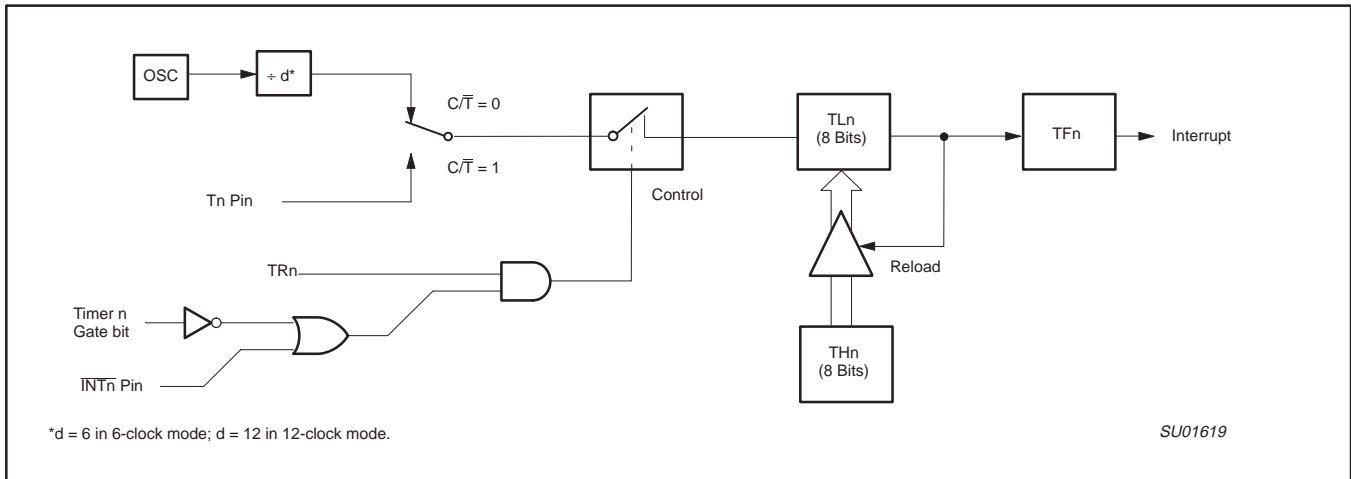 OSC
÷ d*
C/T̅ = 0
C/T̅ = 1
Tn Pin
Control
TLn
(8 Bits)
TFn
Interrupt
Reload
TRn
Timer n
Gate bit
I̅N̅T̅n̅ Pin
THn
(8 Bits)
*d = 6 in 6-clock mode; d = 12 in 12-clock mode.
SU01619